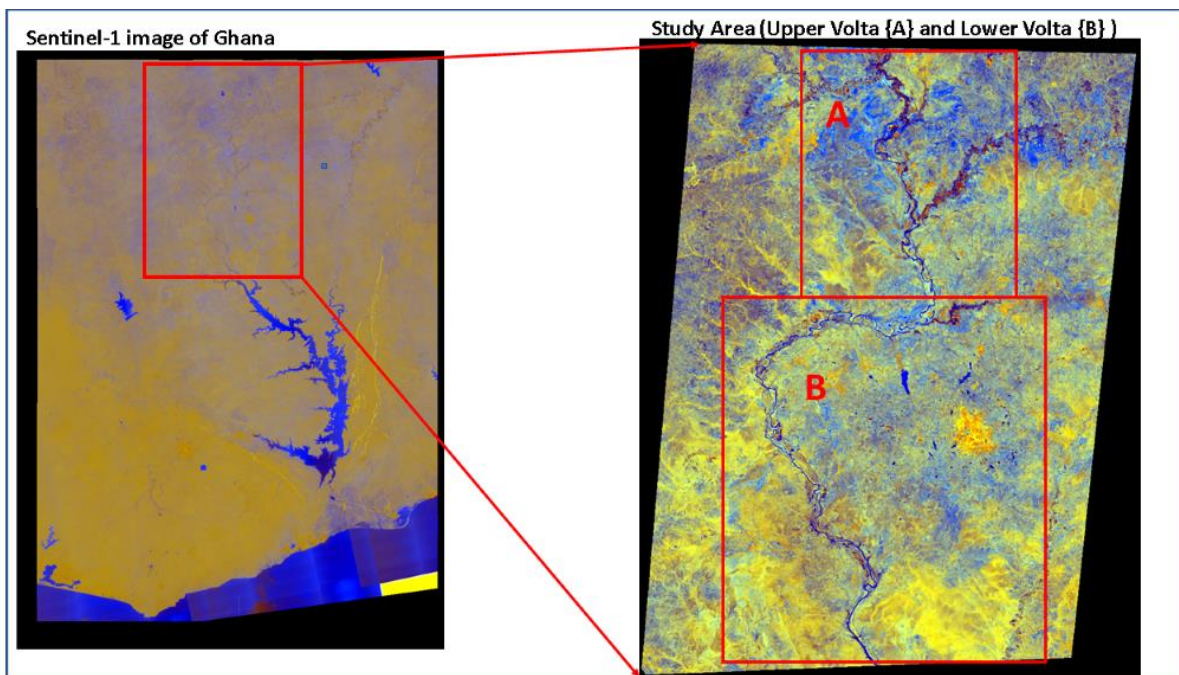 Sentinel-1 image of Ghana
Study Area (Upper Volta {A} and Lower Volta {B} )
A
B